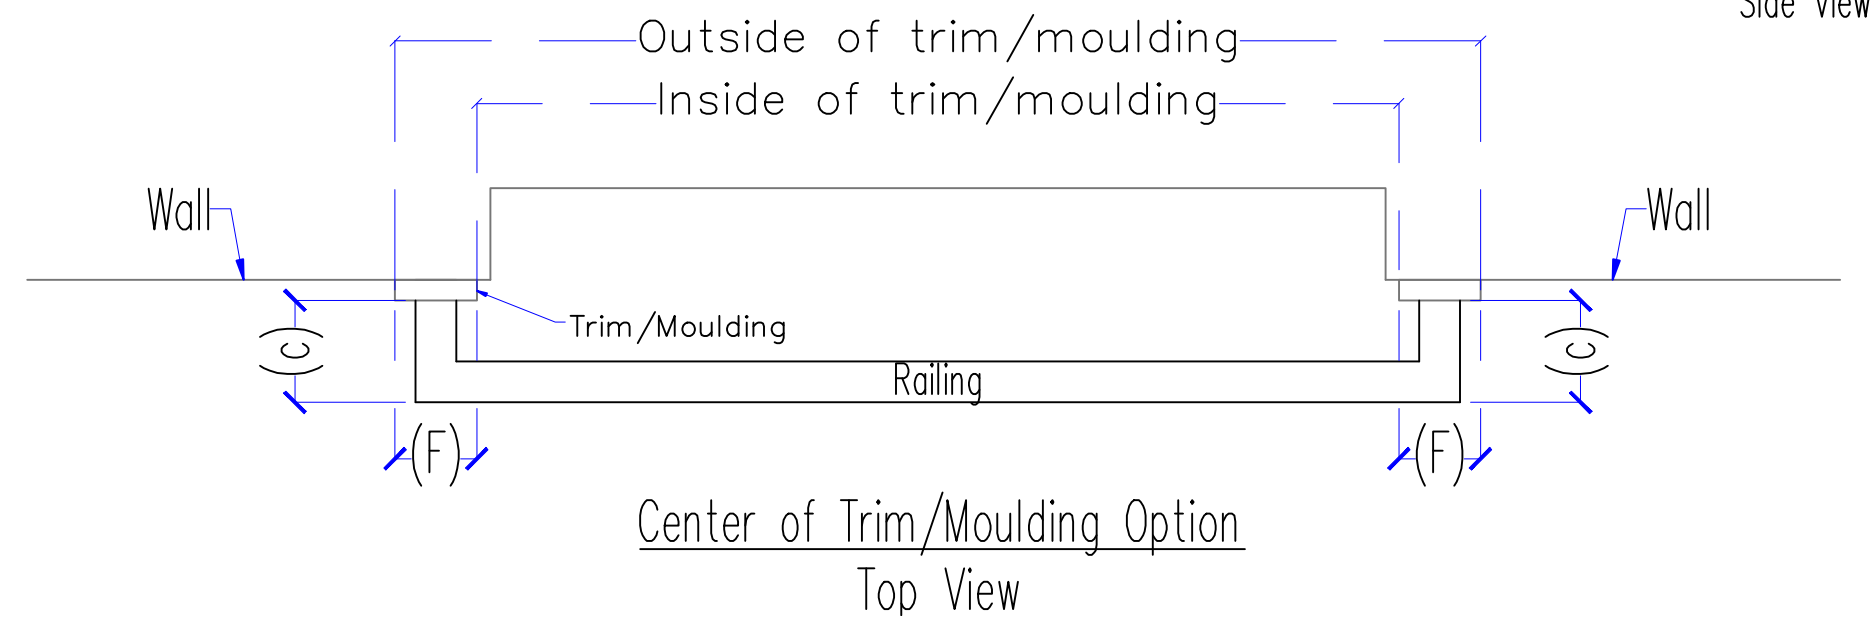 Side View
Outside of trim/moulding
Inside of trim/moulding
Wall
Wall
Trim/Moulding
(C)
(C)
Railing
(F)
(F)
Center of Trim/Moulding Option
Top View